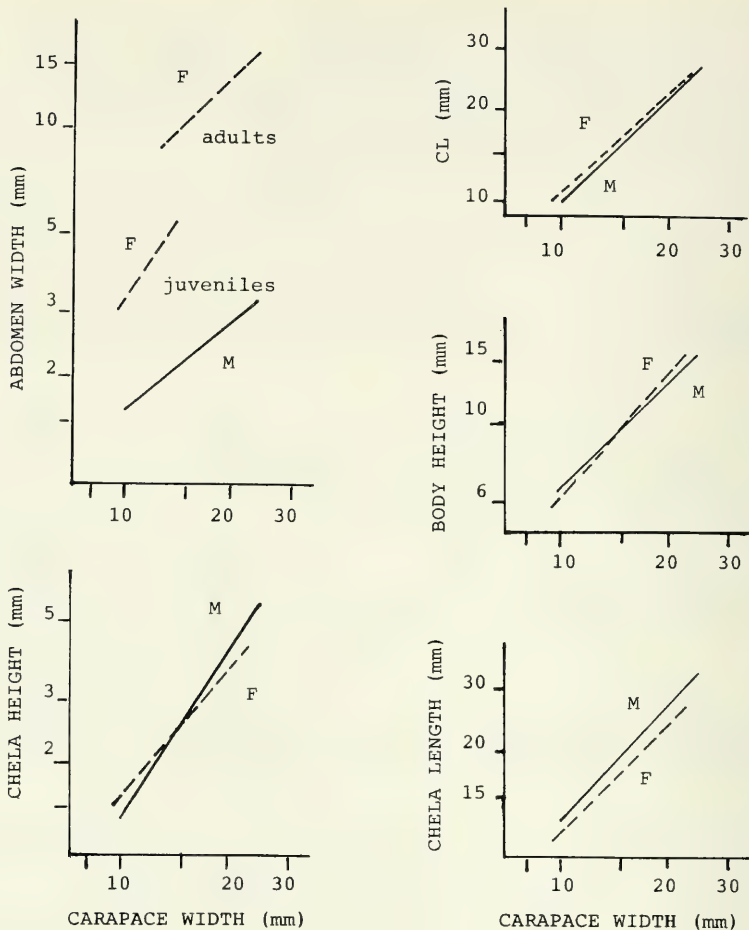 ABDOMEN WIDTH (mm)
15
10
5
3
2
F
adults
F
juveniles
M
10 20 30
CL (mm)
30
20
10
F
M
10 20 30
BODY HEIGHT (mm)
15
10
6
F
M
10 20 30
CHELA HEIGHT (mm)
5
3
2
M
F
10 20 30
CARAPACE WIDTH (mm)
CHELA LENGTH (mm)
30
20
15
M
F
10 20 30
CARAPACE WIDTH (mm)